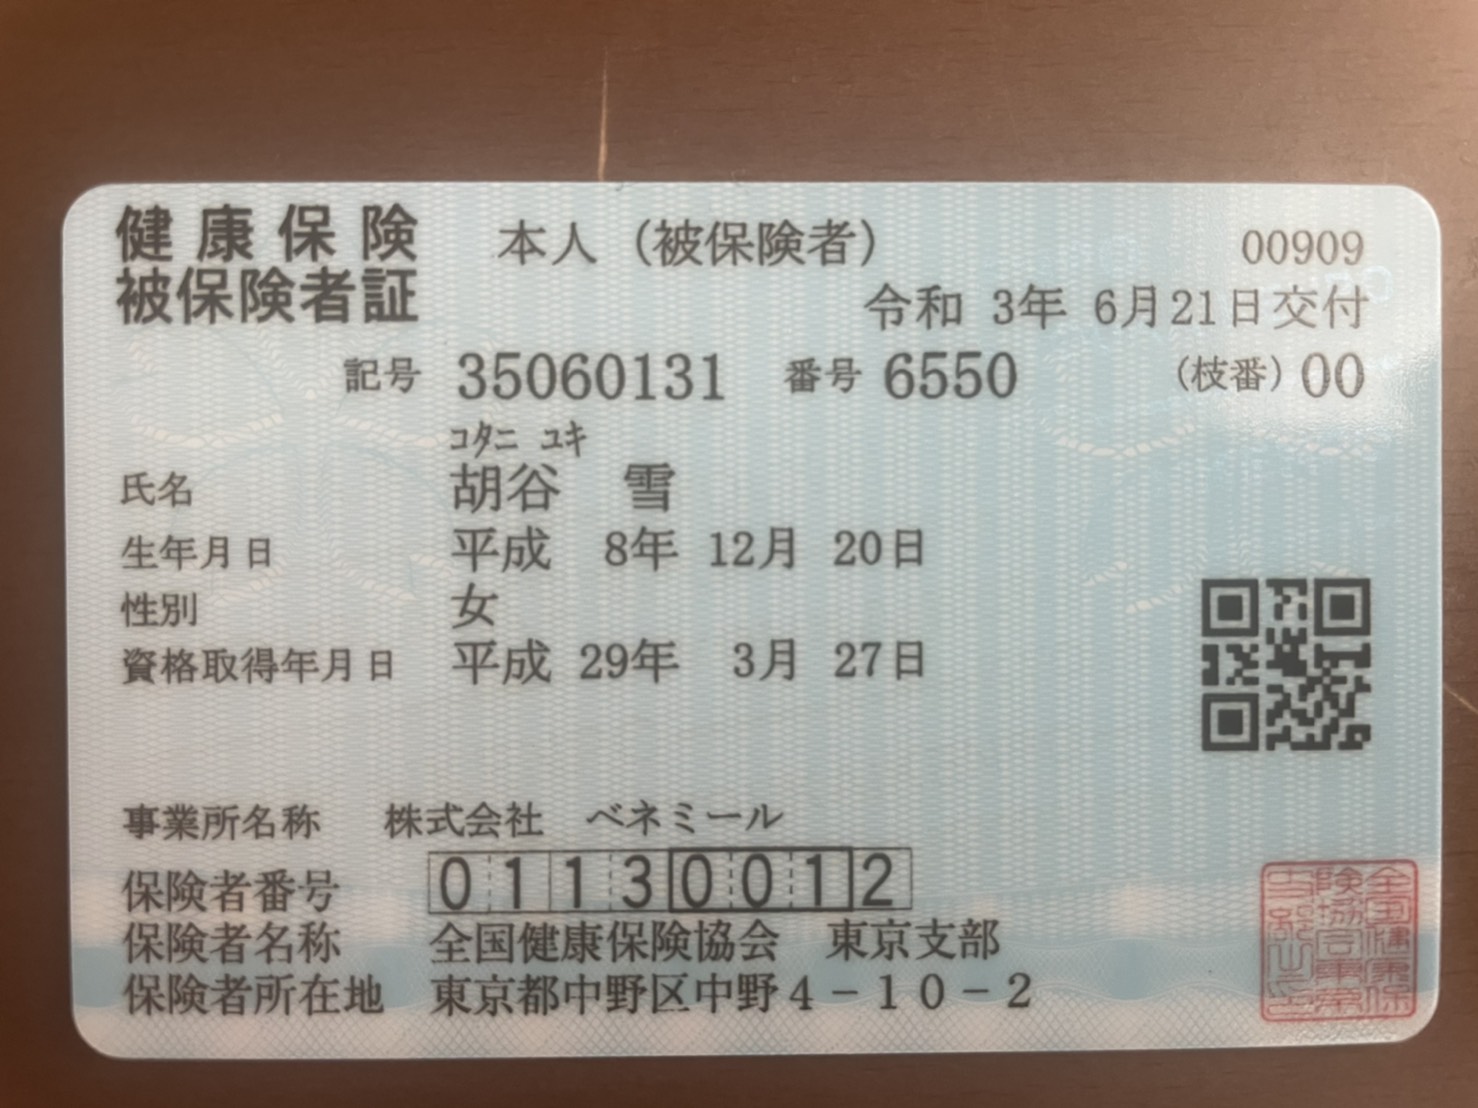 健康保険 本人（被保険者） 00909
被保険者証 令和 3年 6月21日交付
記号 35060131 番号 6550 (枝番) 00
ｺﾀﾆ ﾕｷ
氏名 胡谷 雪
生年月日 平成 8年 12月 20日
性別 女
資格取得年月日 平成 29年 3月 27日
事業所名称 株式会社 ベネミール
保険者番号 01130012
保険者名称 全国健康保険協会 東京支部
保険者所在地 東京都中野区中野4-10-2